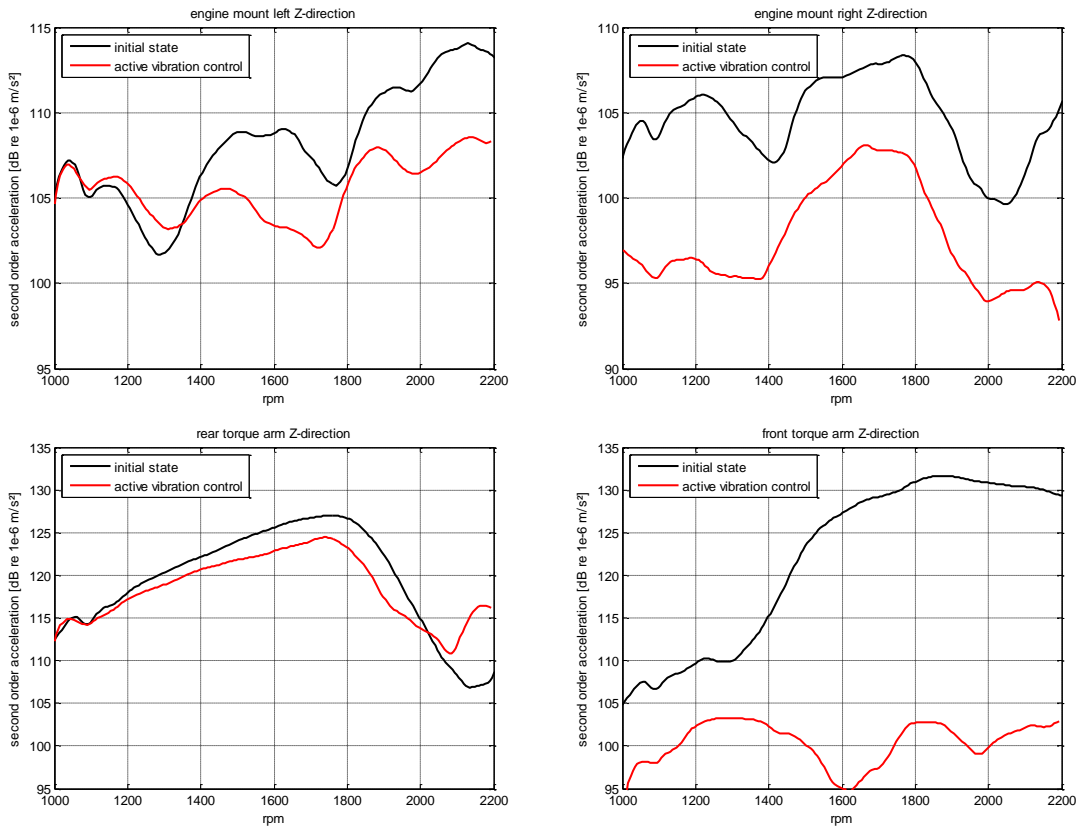 engine mount left Z-direction
second order acceleration [dB re 1e-6 m/s²]
115
110
105
100
95
initial state
active vibration control
1000 1200 1400 1600 1800 2000 2200
rpm
engine mount right Z-direction
second order acceleration [dB re 1e-6 m/s²]
110
105
100
95
90
initial state
active vibration control
1000 1200 1400 1600 1800 2000 2200
rpm
rear torque arm Z-direction
second order acceleration [dB re 1e-6 m/s²]
135
130
125
120
115
110
105
100
95
initial state
active vibration control
1000 1200 1400 1600 1800 2000 2200
rpm
front torque arm Z-direction
second order acceleration [dB re 1e-6 m/s²]
135
130
125
120
115
110
105
100
95
initial state
active vibration control
1000 1200 1400 1600 1800 2000 2200
rpm